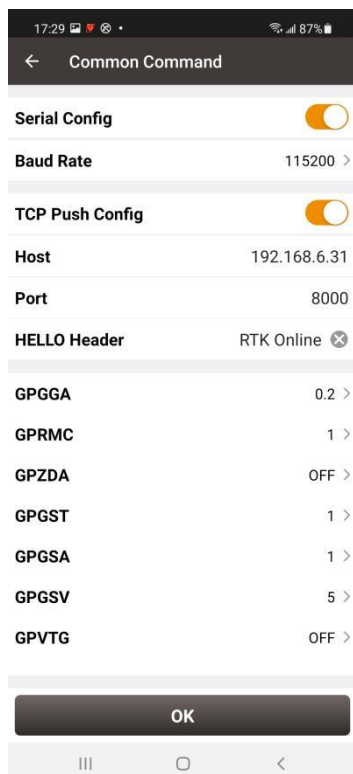 17:29 87%
Common Command
Serial Config
Baud Rate 115200
TCP Push Config
Host 192.168.6.31
Port 8000
HELLO Header RTK Online
GPGGA 0.2
GPRMC 1
GPZDA OFF
GPGST 1
GPGSA 1
GPGSV 5
GPVTG OFF
OK